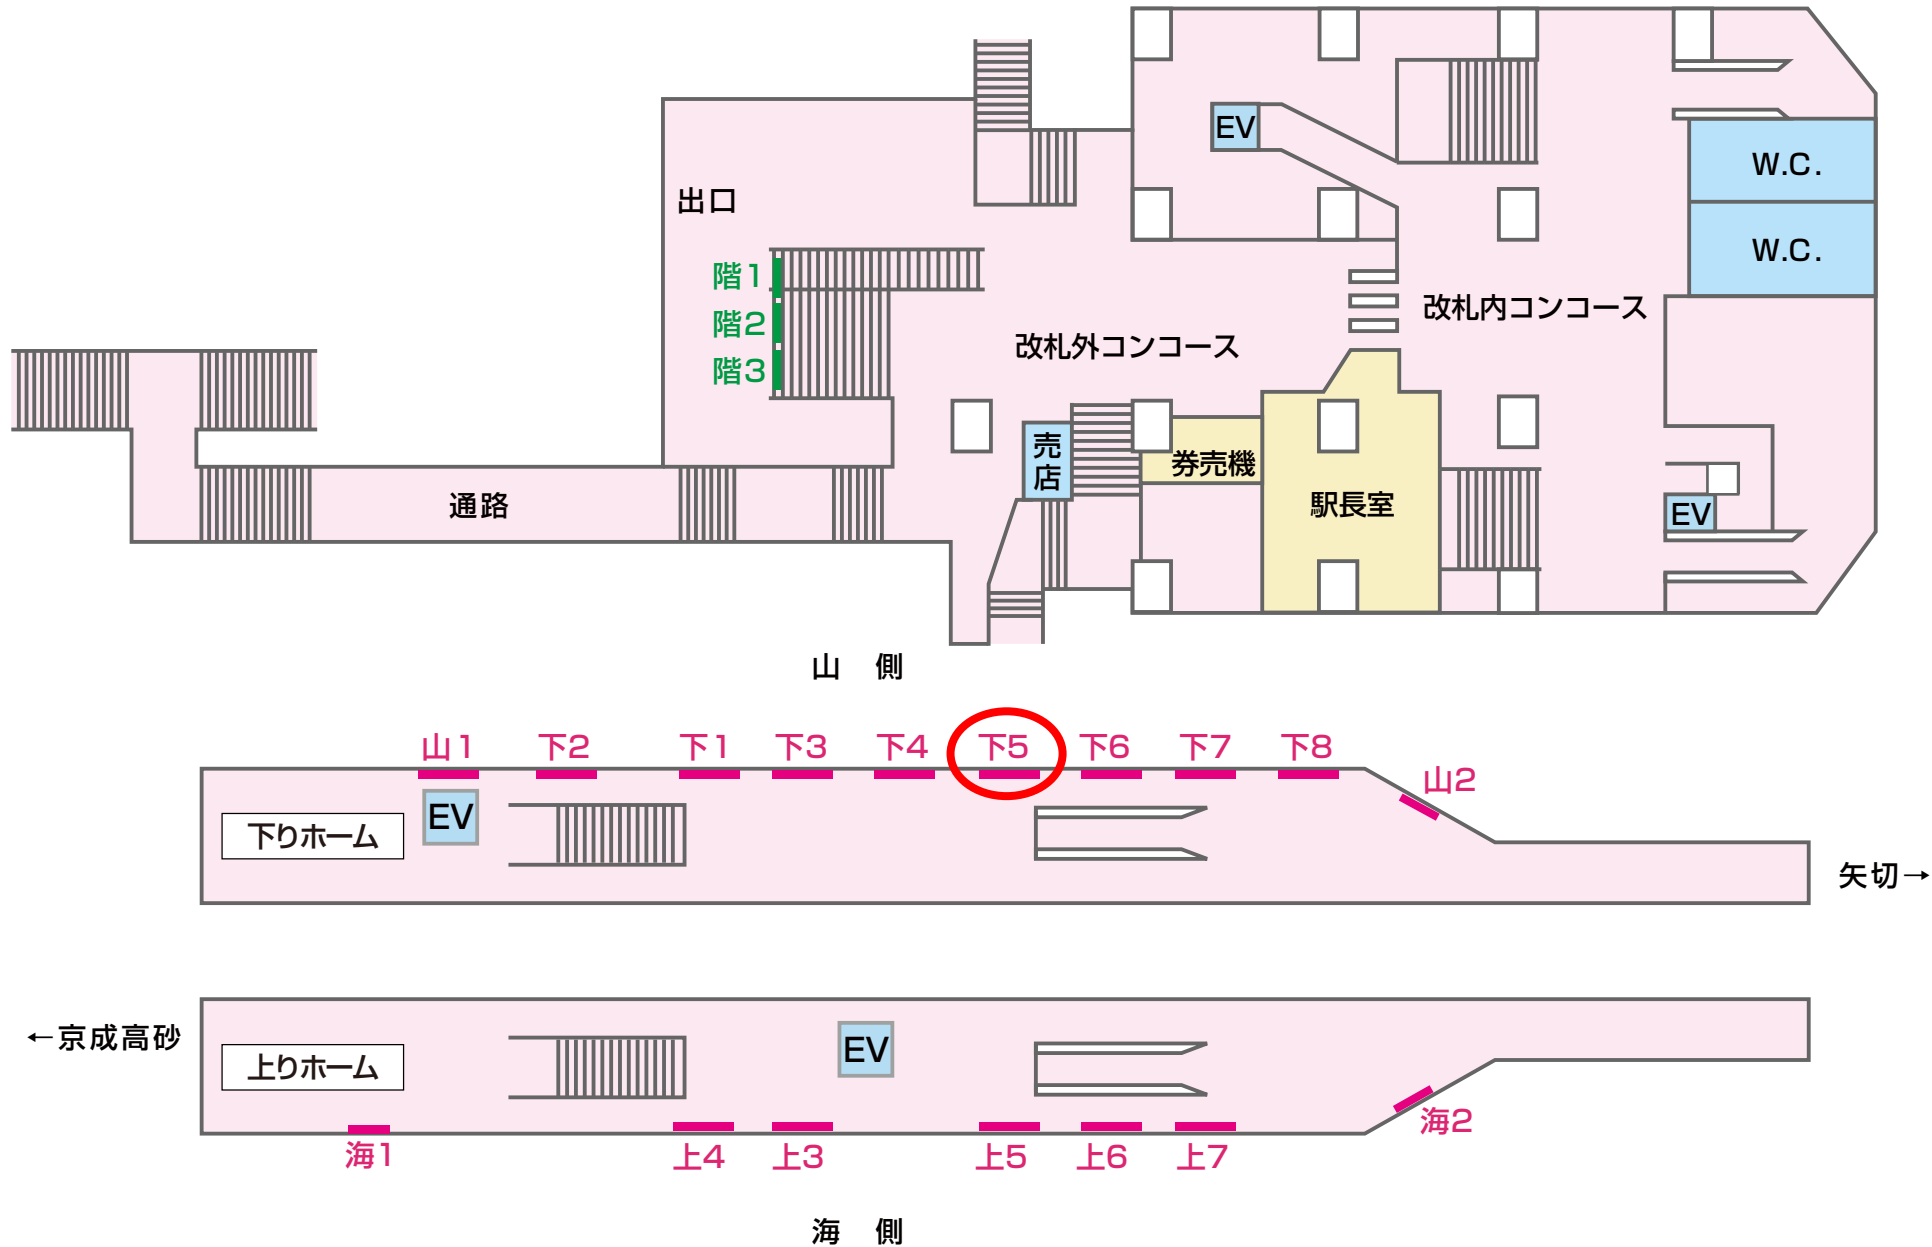 EV
W.C.
出口
W.C.
階1
改札内コンコース
階2
改札外コンコース
階3
売店
券売機
通路
駅長室
EV
山 側
山1 下2 下1 下3 下4 下5 下6 下7 下8
山2
EV
下りホーム
矢切→
←京成高砂
EV
上りホーム
海2
海1 上4 上3 上5 上6 上7
海 側